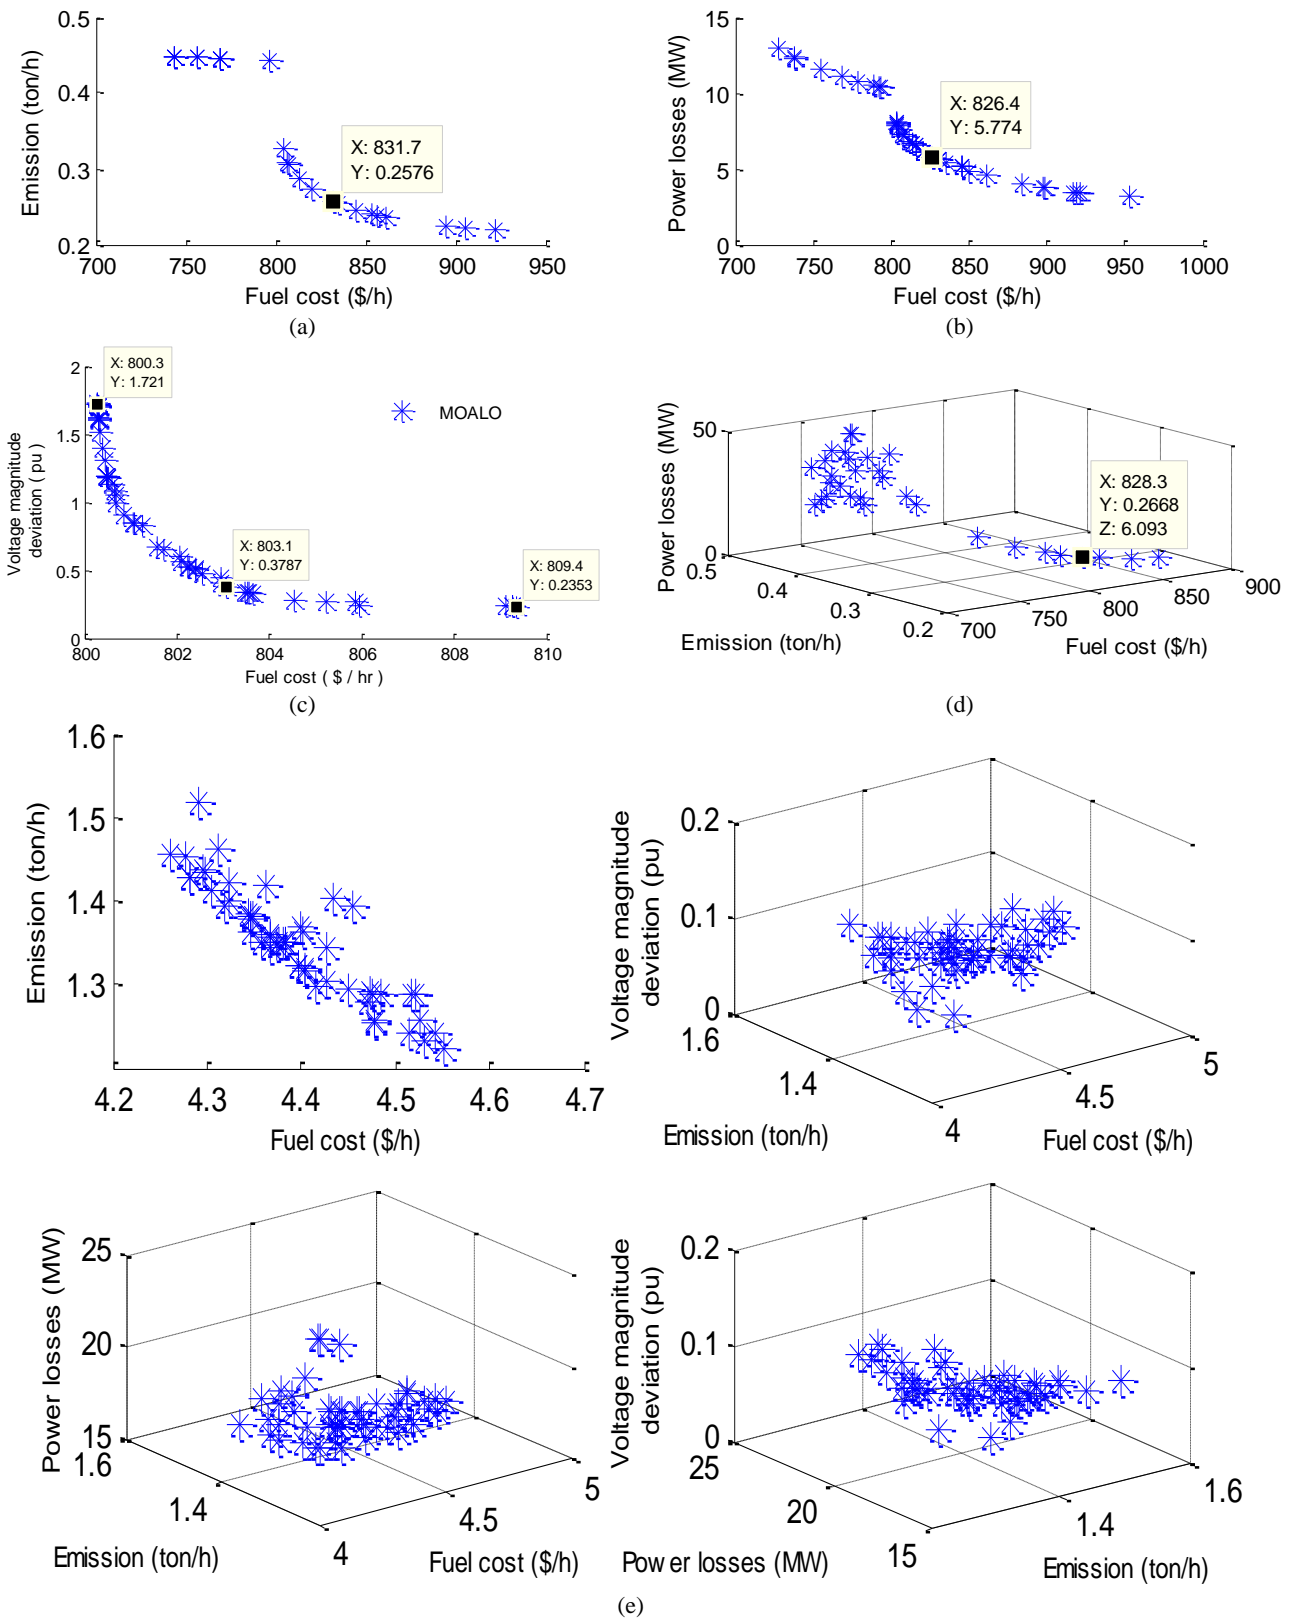 0.5
0.4
0.3
0.2
Emission (ton/h)
X: 831.7
Y: 0.2576
700
750
800
850
900
950
Fuel cost ($/h)
(a)
15
10
5
0
Power losses (MW)
X: 826.4
Y: 5.774
700
750
800
850
900
950
1000
Fuel cost ($/h)
(b)
2
1.5
1
0.5
0
Voltage magnitude
deviation ( pu )
X: 800.3
Y: 1.721
MOALO
X: 803.1
Y: 0.3787
X: 809.4
Y: 0.2353
800
802
804
806
808
810
Fuel cost ( $ / hr )
(c)
50
0
Power losses (MW)
X: 828.3
Y: 0.2668
Z: 6.093
0.5
0.4
0.3
0.2
Emission (ton/h)
700
750
800
850
900
Fuel cost ($/h)
(d)
1.6
1.5
1.4
1.3
Emission (ton/h)
4.2
4.3
4.4
4.5
4.6
4.7
Fuel cost ($/h)
0.2
0.1
0
Voltage magnitude
deviation (pu)
1.6
1.4
Emission (ton/h)
4
4.5
5
Fuel cost ($/h)
25
20
15
Power losses (MW)
1.6
1.4
Emission (ton/h)
4
4.5
5
Fuel cost ($/h)
0.2
0.1
0
Voltage magnitude
deviation (pu)
25
20
15
Power losses (MW)
1.4
1.6
Emission (ton/h)
(e)